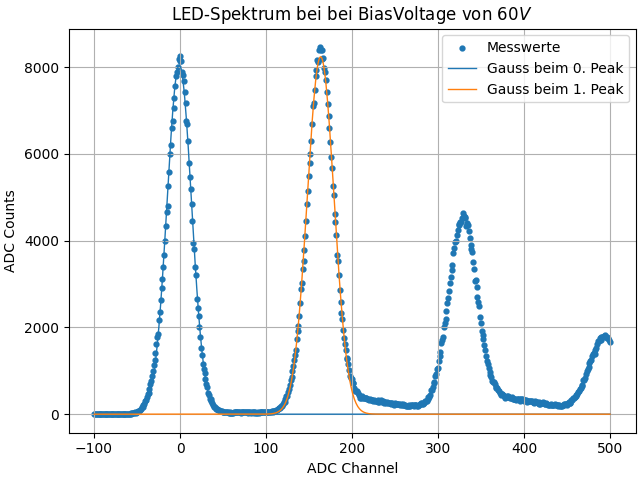 LED-Spektrum bei bei BiasVoltage von 60V
Messwerte
Gauss beim 0. Peak
Gauss beim 1. Peak
ADC Counts
8000
6000
4000
2000
0
−100
0
100
200
300
400
500
ADC Channel